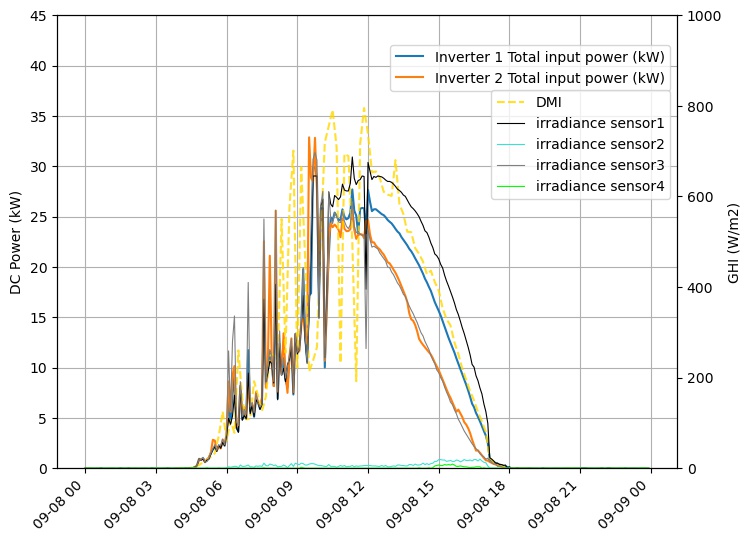 45
40
35
30
25
20
15
10
5
0
DC Power (kW)
Inverter 1 Total input power (kW)
Inverter 2 Total input power (kW)
DMI
irradiance sensor1
irradiance sensor2
irradiance sensor3
irradiance sensor4
1000
800
600
400
200
0
GHI (W/m2)
09-08 00
09-08 03
09-08 06
09-08 09
09-08 12
09-08 15
09-08 18
09-08 21
09-09 00